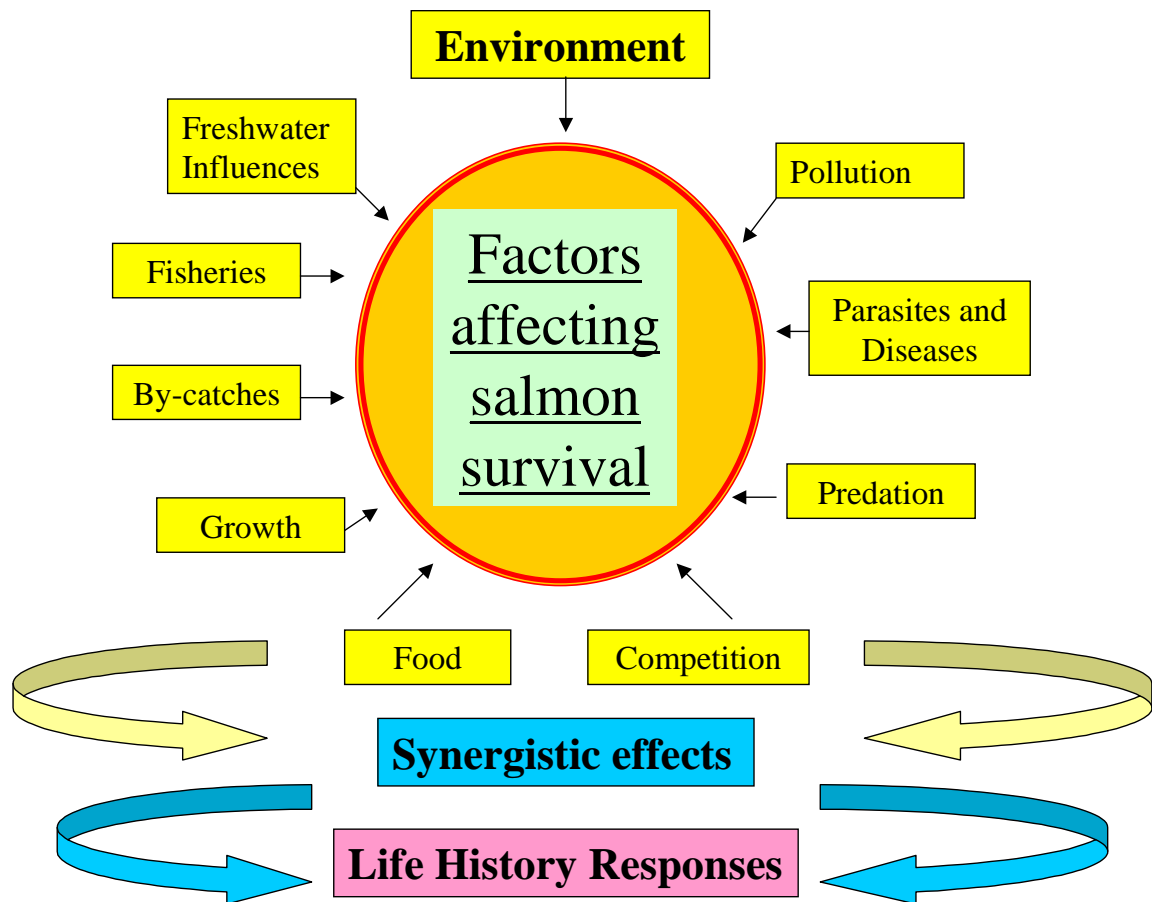 Environment
Freshwater
Influences
Pollution
Factors
affecting
salmon
survival
Fisheries
Parasites and
Diseases
By-catches
Predation
Growth
Food
Competition
Synergistic effects
Life History Responses